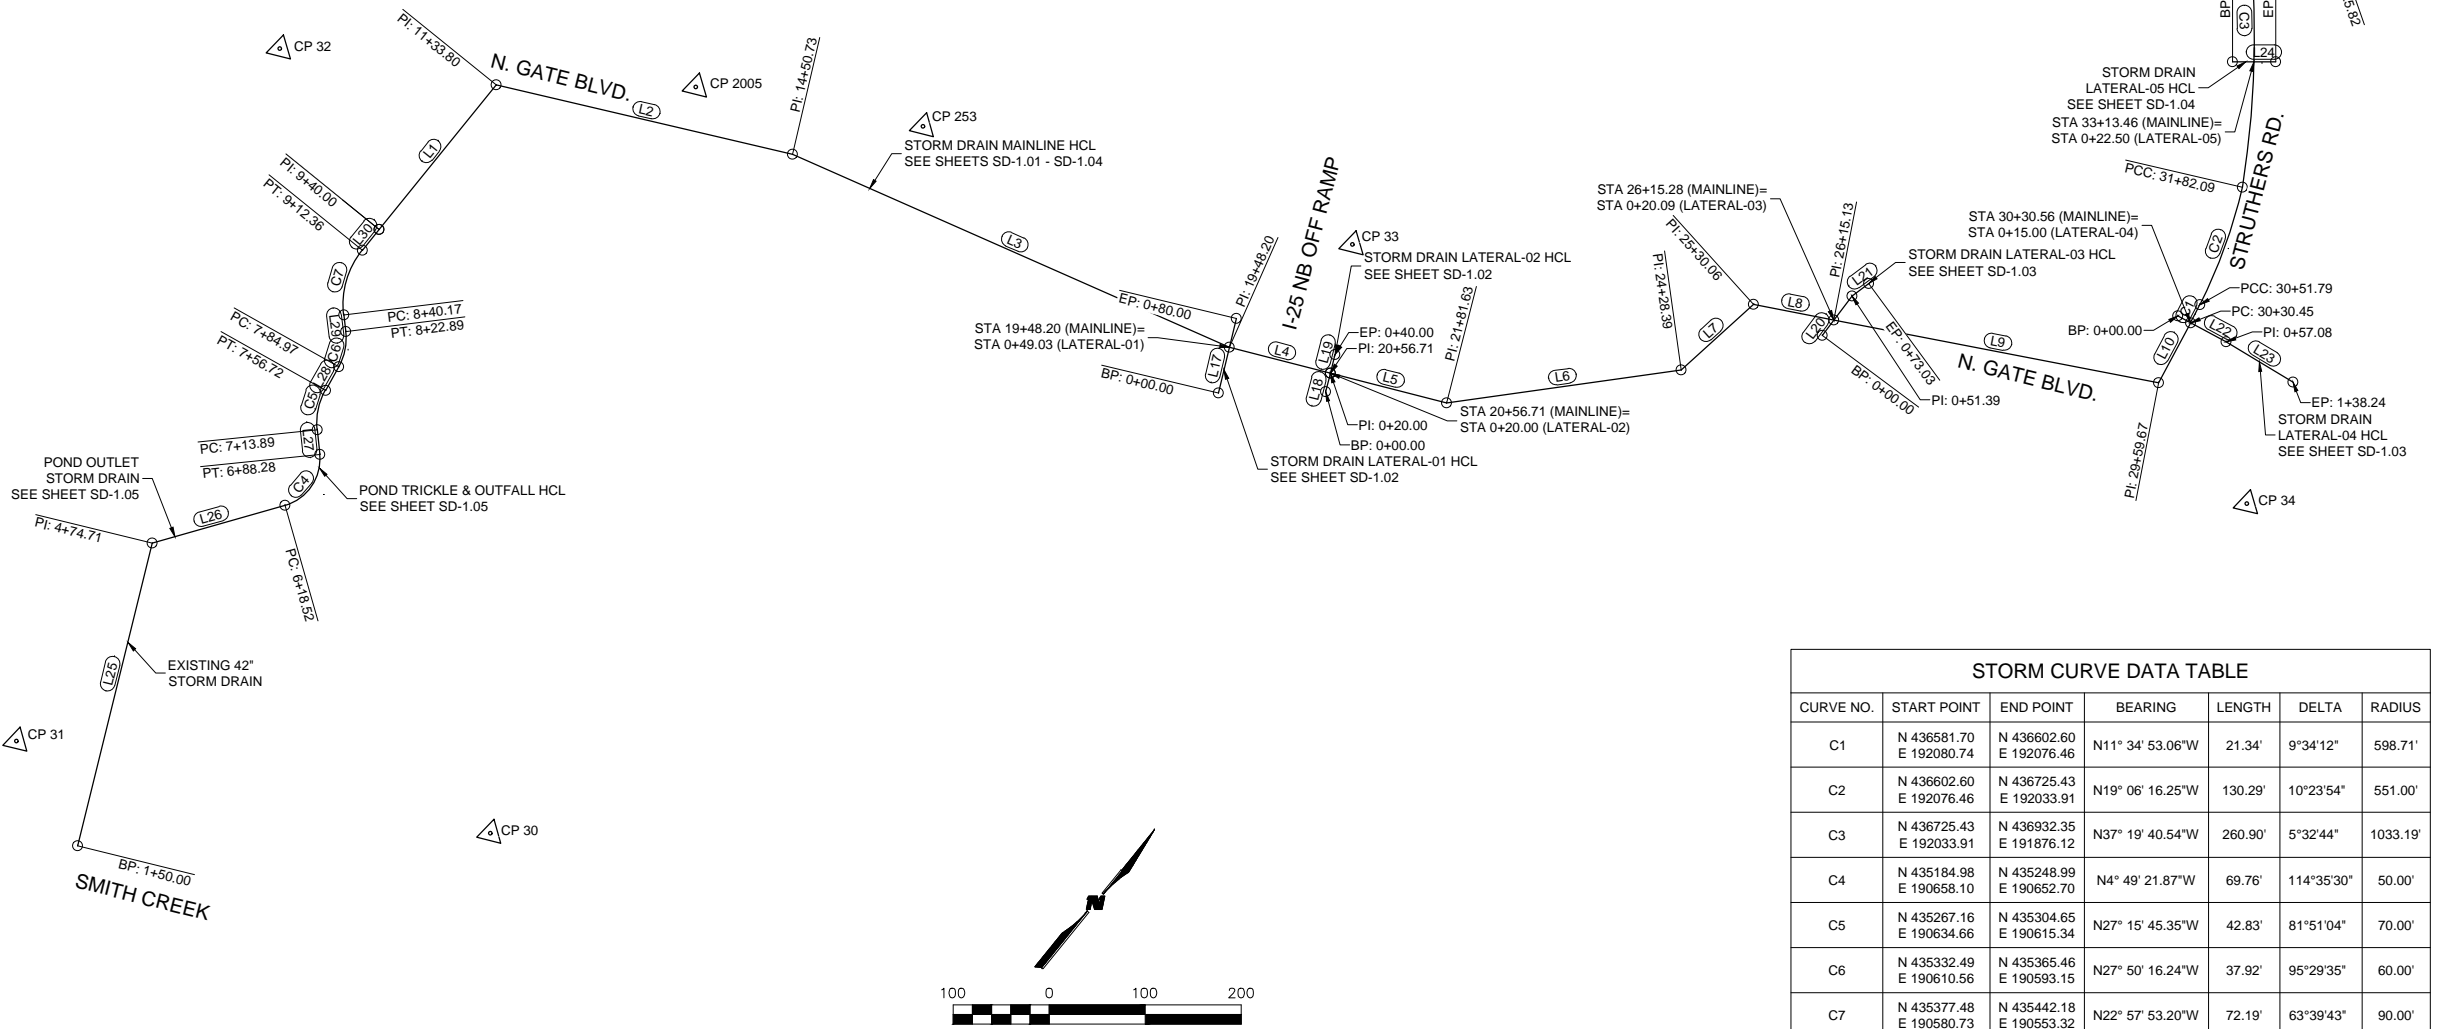 PI: 11+33.80
CP 32
N. GATE BLVD.
L2
CP 2005
PI: 14+50.73
CP 253
STORM DRAIN MAINLINE HCL
SEE SHEETS SD-1.01 - SD-1.04
L1
PI: 9+40.00
PT: 9+12.36
L30
C7
PC: 8+40.17
PT: 8+22.89
L29
C6
PC: 7+84.97
PT: 7+56.72
L28
C5
PC: 7+13.89
PT: 6+88.28
L27
C4
POND OUTLET
STORM DRAIN
SEE SHEET SD-1.05
POND TRICKLE & OUTFALL HCL
SEE SHEET SD-1.05
L26
PI: 4+74.71
PC: 6+18.52
EXISTING 42"
STORM DRAIN
L25
CP 31
BP: 1+50.00
SMITH CREEK
CP 30
L3
EP: 0+80.00
PI: 19+48.20
I-25 NB OFF RAMP
STA 19+48.20 (MAINLINE)=
STA 0+49.03 (LATERAL-01)
L17
BP: 0+00.00
L4
CP 33
STORM DRAIN LATERAL-02 HCL
SEE SHEET SD-1.02
L19
EP: 0+40.00
PI: 20+56.71
L18
L5
PI: 21+81.63
PI: 0+20.00
BP: 0+00.00
STORM DRAIN LATERAL-01 HCL
SEE SHEET SD-1.02
STA 20+56.71 (MAINLINE)=
STA 0+20.00 (LATERAL-02)
L6
PI: 24+28.39
L7
PI: 25+30.06
STA 26+15.28 (MAINLINE)=
STA 0+20.09 (LATERAL-03)
L8
PI: 26+15.13
L21
L20
STORM DRAIN LATERAL-03 HCL
SEE SHEET SD-1.03
EP: 0+73.03
PI: 0+51.39
BP: 0+00.00
L9
N. GATE BLVD.
BP
C3
EP
5.82
L24
STORM DRAIN
LATERAL-05 HCL
SEE SHEET SD-1.04
STA 33+13.46 (MAINLINE)=
STA 0+22.50 (LATERAL-05)
STRUTHERS RD.
PCC: 31+82.09
STA 30+30.56 (MAINLINE)=
STA 0+15.00 (LATERAL-04)
C2
PCC: 30+51.79
PC: 30+30.45
BP: 0+00.00
L22
PI: 0+57.08
L10
L23
EP: 1+38.24
STORM DRAIN
LATERAL-04 HCL
SEE SHEET SD-1.03
PI: 29+59.67
CP 34
N
100 0 100 200
STORM CURVE DATA TABLE
CURVE NO. START POINT END POINT BEARING LENGTH DELTA RADIUS
C1 N 436581.70 E 192080.74 N 436602.60 E 192076.46 N11° 34' 53.06"W 21.34' 9°34'12" 598.71'
C2 N 436602.60 E 192076.46 N 436725.43 E 192033.91 N19° 06' 16.25"W 130.29' 10°23'54" 551.00'
C3 N 436725.43 E 192033.91 N 436932.35 E 191876.12 N37° 19' 40.54"W 260.90' 5°32'44" 1033.19'
C4 N 435184.98 E 190658.10 N 435248.99 E 190652.70 N4° 49' 21.87"W 69.76' 114°35'30" 50.00'
C5 N 435267.16 E 190634.66 N 435304.65 E 190615.34 N27° 15' 45.35"W 42.83' 81°51'04" 70.00'
C6 N 435332.49 E 190610.56 N 435365.46 E 190593.15 N27° 50' 16.24"W 37.92' 95°29'35" 60.00'
C7 N 435377.48 E 190580.73 N 435442.18 E 190553.32 N22° 57' 53.20"W 72.19' 63°39'43" 90.00'